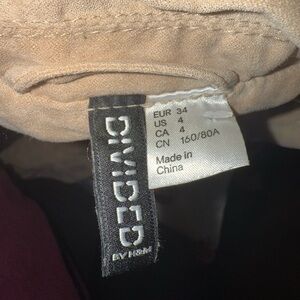 DIVIDED
BY H&M
EUR 34
US 4
CA 4
CN 160/80A
Made in
China